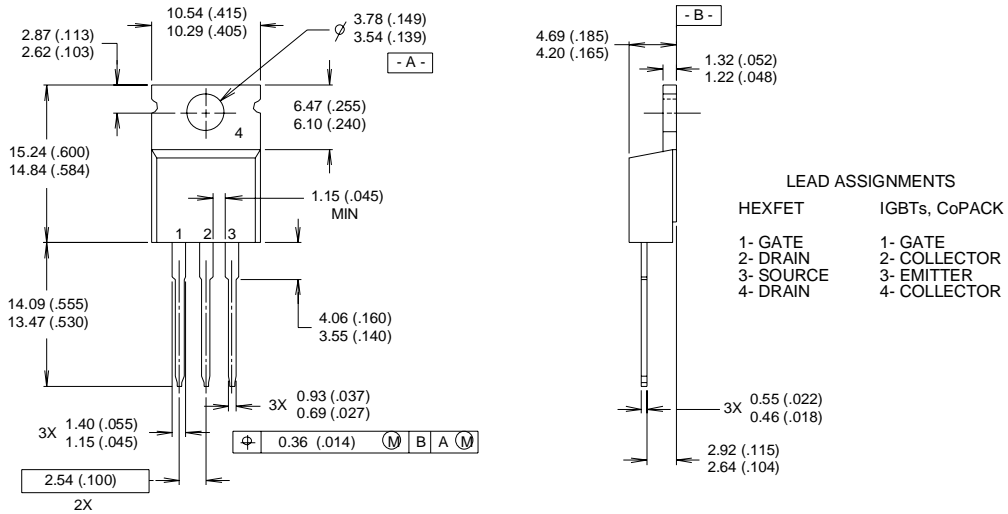 10.54 (.415)
10.29 (.405)
2.87 (.113)
2.62 (.103)
3.78 (.149)
3.54 (.139)
- A -
6.47 (.255)
6.10 (.240)
4
15.24 (.600)
14.84 (.584)
1.15 (.045)
MIN
1 2 3
14.09 (.555)
13.47 (.530)
4.06 (.160)
3.55 (.140)
3X 0.93 (.037)
0.69 (.027)
3X 1.40 (.055)
1.15 (.045)
0.36 (.014) M B A M
2.54 (.100)
2X
- B -
4.69 (.185)
4.20 (.165)
1.32 (.052)
1.22 (.048)
3X 0.55 (.022)
0.46 (.018)
2.92 (.115)
2.64 (.104)
LEAD ASSIGNMENTS
HEXFET
1- GATE
2- DRAIN
3- SOURCE
4- DRAIN
IGBTs, CoPACK
1- GATE
2- COLLECTOR
3- EMITTER
4- COLLECTOR